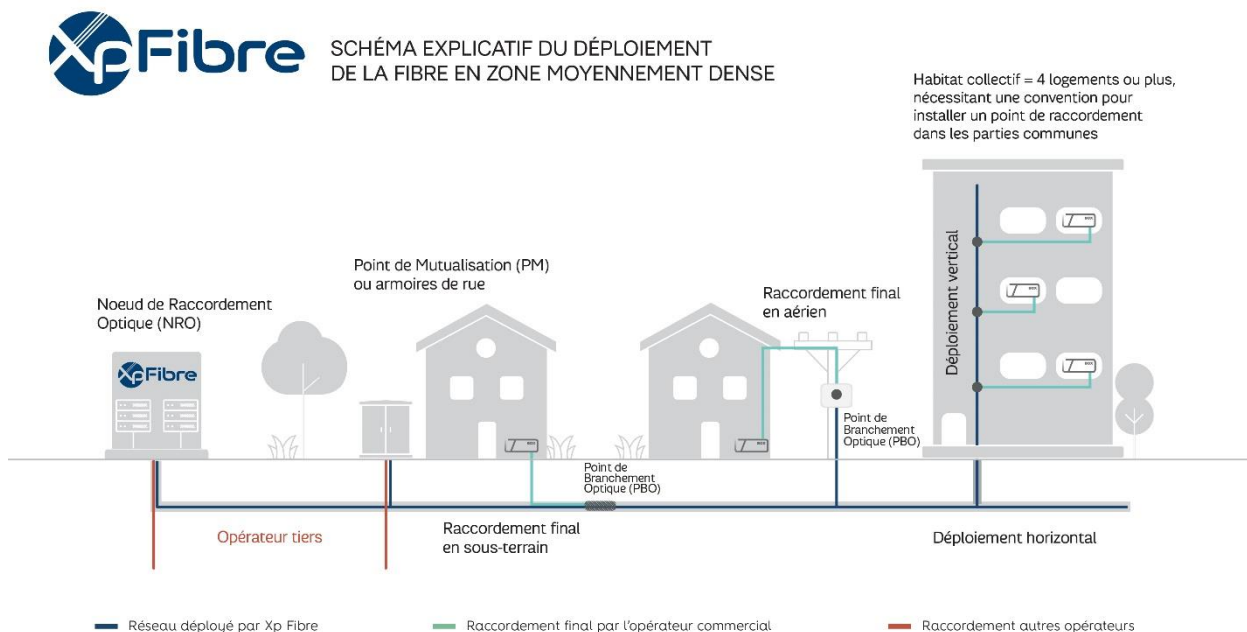 XpFibre
SCHÉMA EXPLICATIF DU DÉPLOIEMENT
DE LA FIBRE EN ZONE MOYENNEMENT DENSE
Habitat collectif = 4 logements ou plus,
nécessitant une convention pour
installer un point de raccordement
dans les parties communes
Noeud de Raccordement
Optique (NRO)
XpFibre
Point de Mutualisation (PM)
ou armoires de rue
Raccordement final
en aérien
Déploiement vertical
Point de
Branchement
Optique (PBO)
Point de
Branchement
Optique (PBO)
Opérateur tiers
Raccordement final
en sous-terrain
Déploiement horizontal
Réseau déployé par Xp Fibre
Raccordement final par l'opérateur commercial
Raccordement autres opérateurs